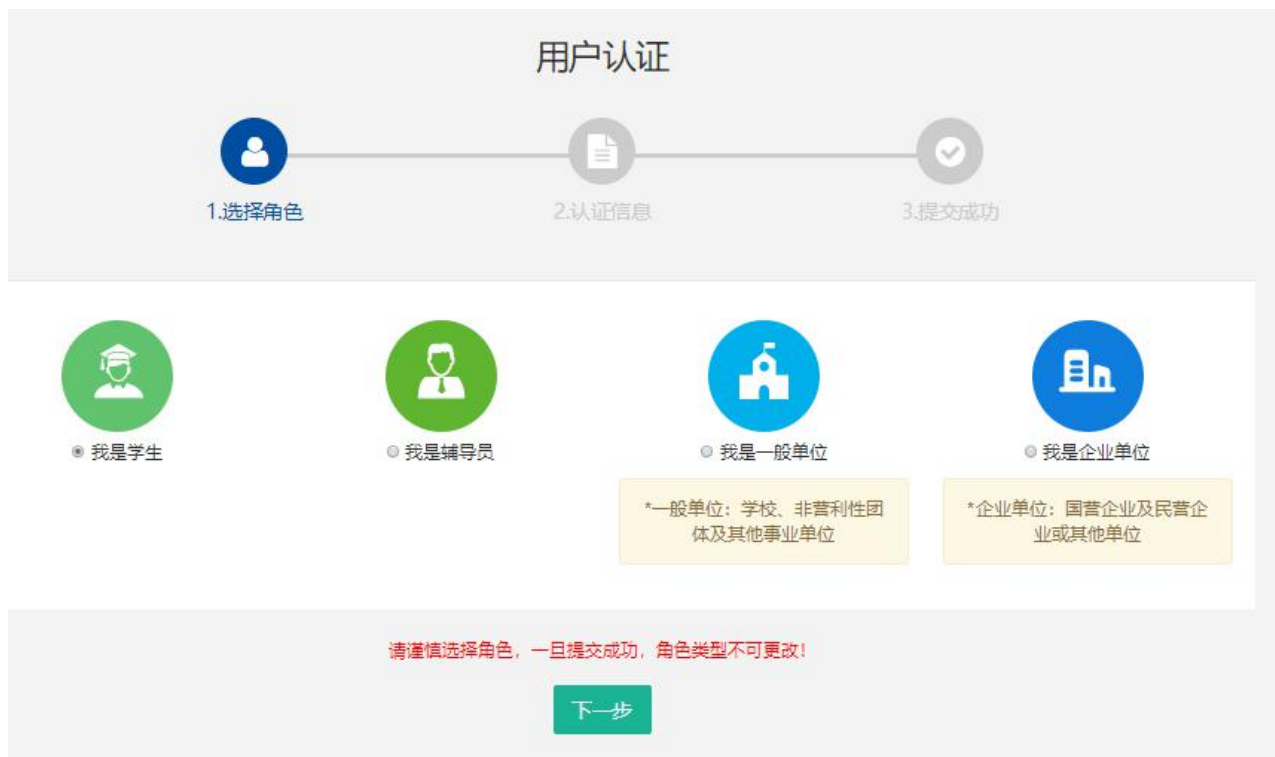 用户认证
1.选择角色
2.认证信息
3.提交成功
我是学生
我是辅导员
我是一般单位
我是企业单位
*一般单位：学校、非营利性团
体及其他事业单位
*企业单位：国营企业及民营企
业或其他单位
请谨慎选择角色，一旦提交成功，角色类型不可更改！
下一步